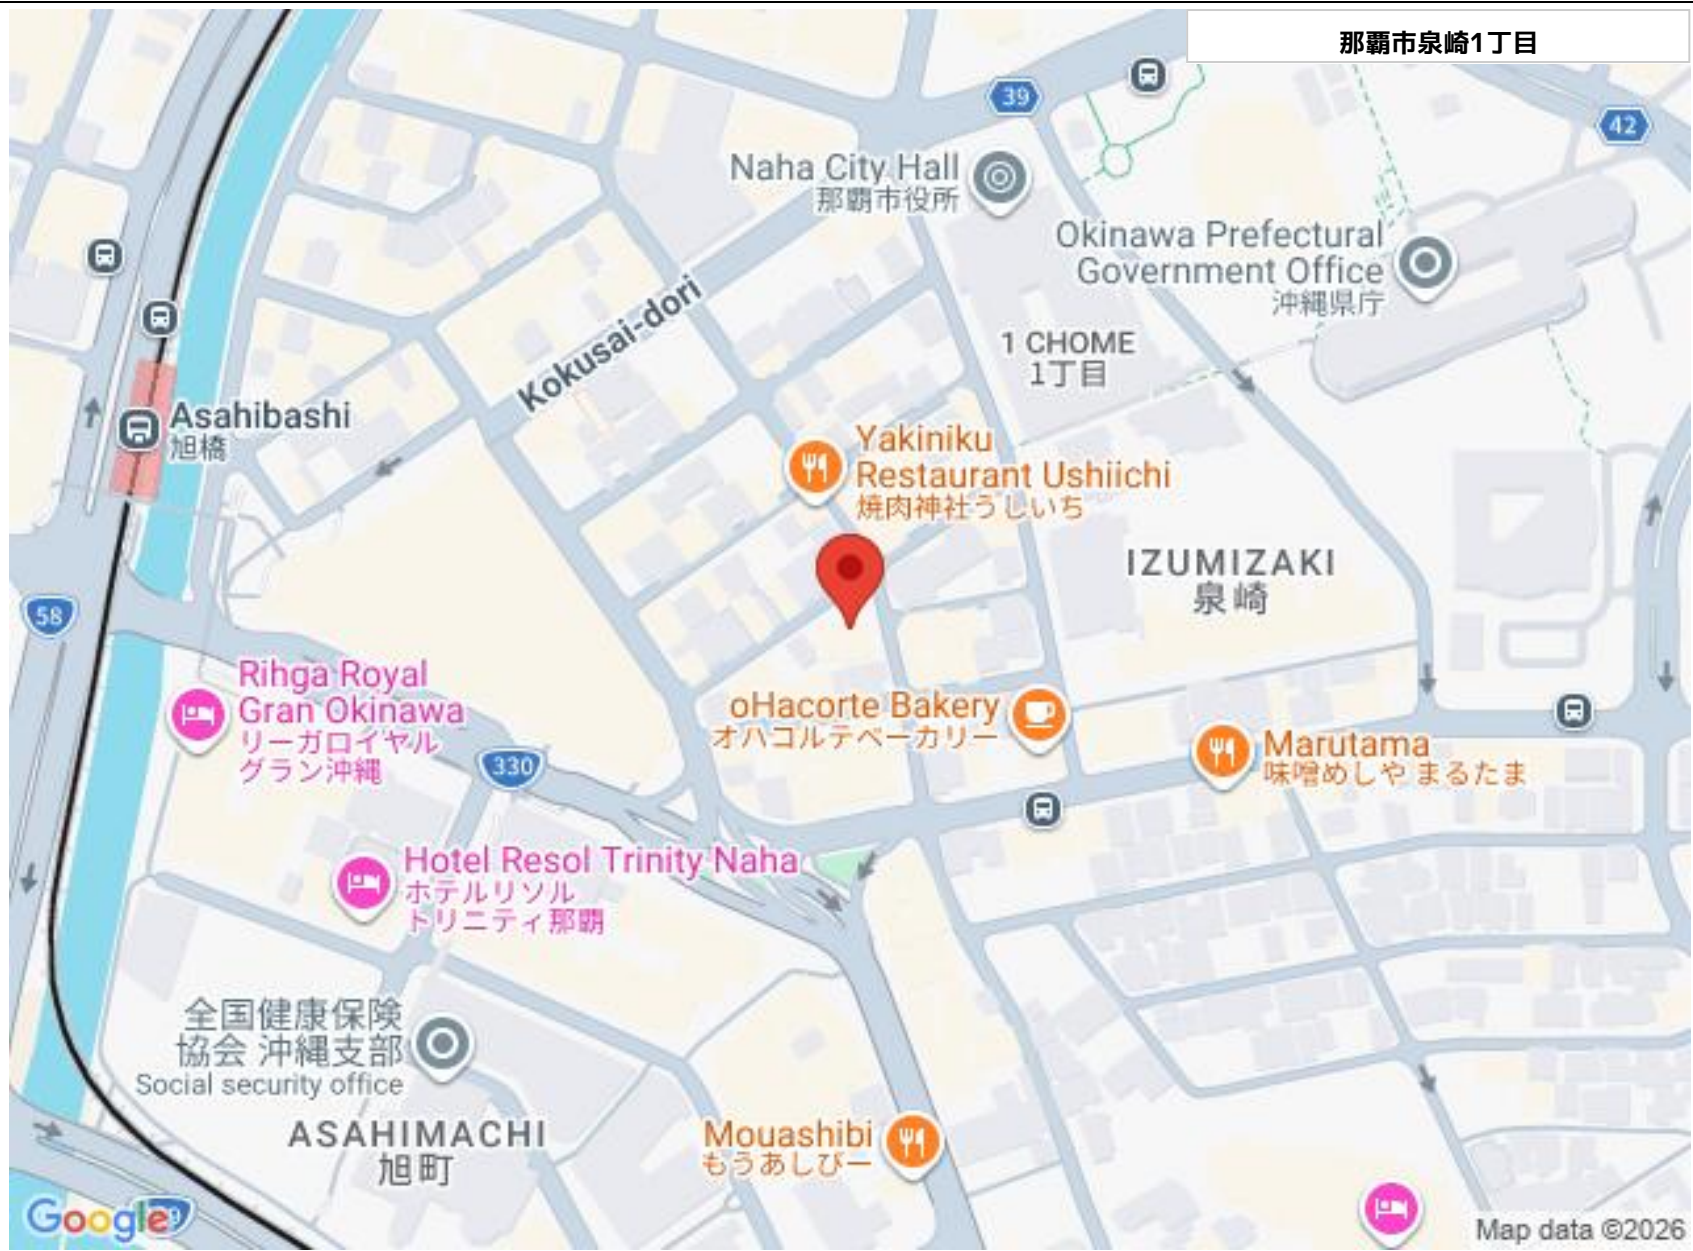 那覇市泉崎1丁目
39
42
Naha City Hall
那覇市役所
Okinawa Prefectural
Government Office
沖縄県庁
Kokusai-dori
1 CHOME
1丁目
Asahibashi
旭橋
Yakiniku
Restaurant Ushiichi
焼肉神社うしいち
IZUMIZAKI
泉崎
58
Rihga Royal
Gran Okinawa
リーガロイヤル
グラン沖縄
oHacorte Bakery
オハコルテベーカリー
330
Marutama
味噌めしや まるたま
Hotel Resol Trinity Naha
ホテルリソル
トリニティ那覇
全国健康保険
協会 沖縄支部
Social security office
ASAHIMACHI
旭町
Mouashibi
もうあしびー
Google
Map data ©2026